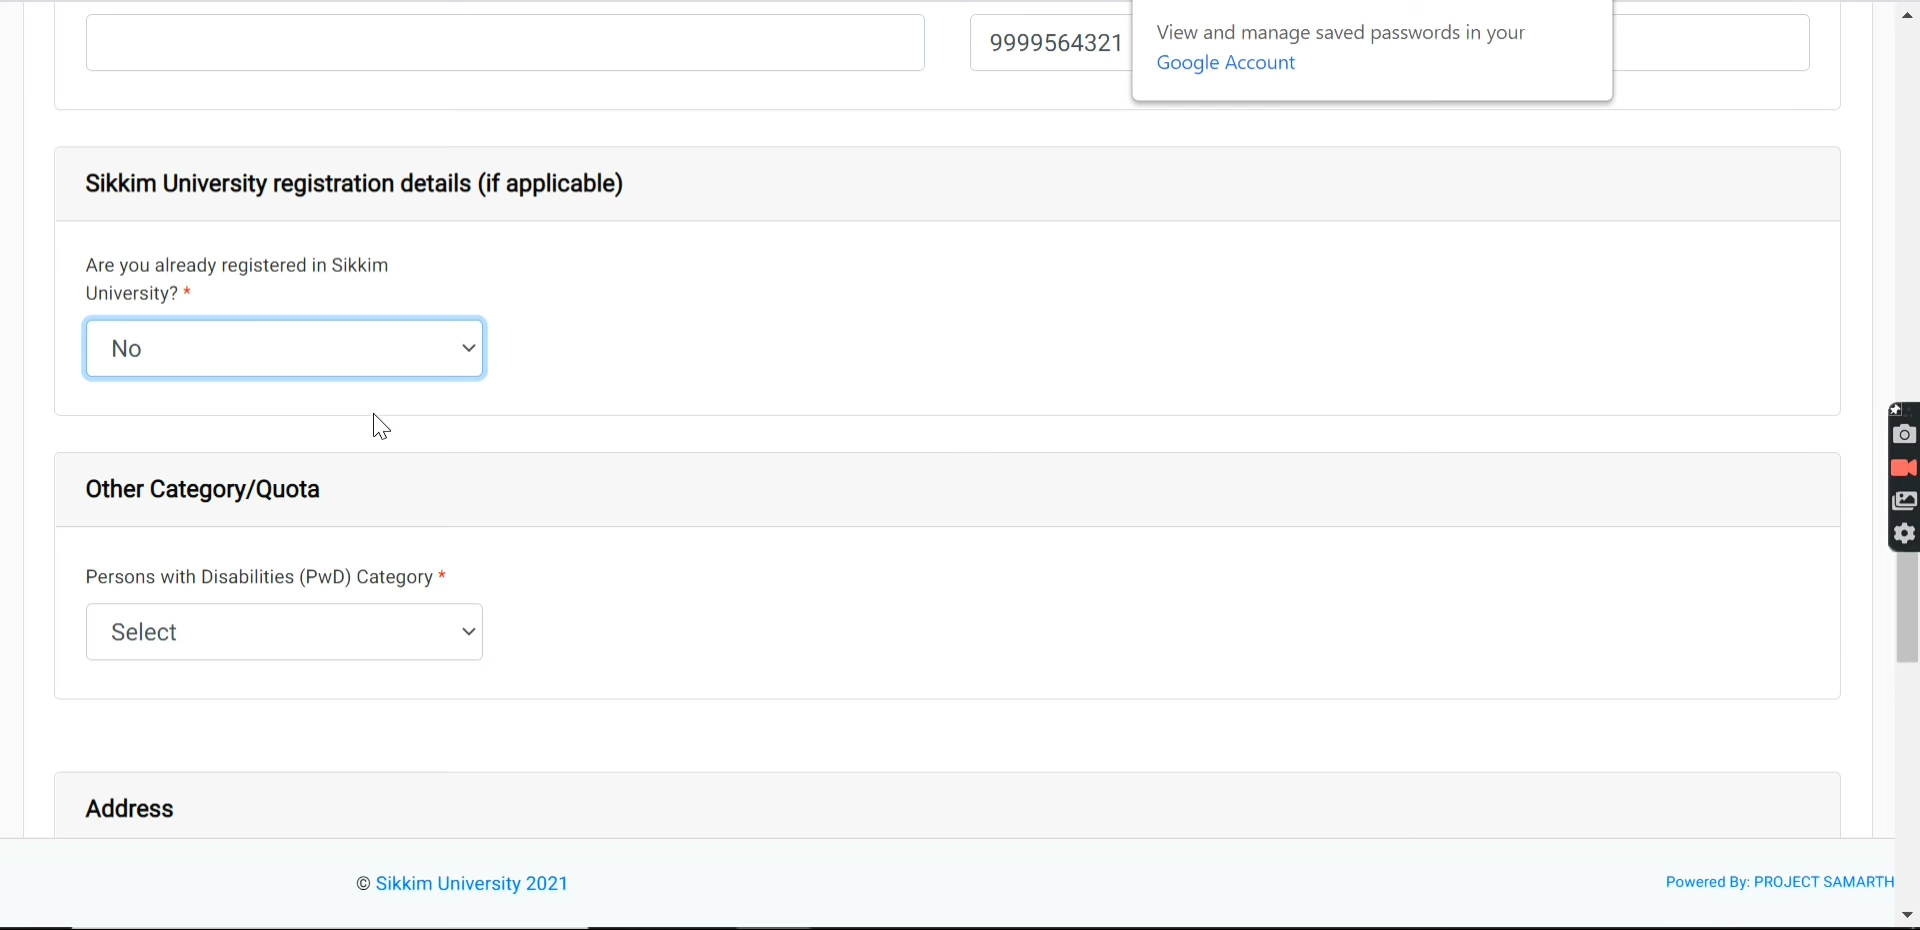 9999564321
View and manage saved passwords in your
Google Account
Sikkim University registration details (if applicable)
Are you already registered in Sikkim
University? *
No
Other Category/Quota
Persons with Disabilities (PwD) Category *
Select
Address
© Sikkim University 2021
Powered By: PROJECT SAMARTH